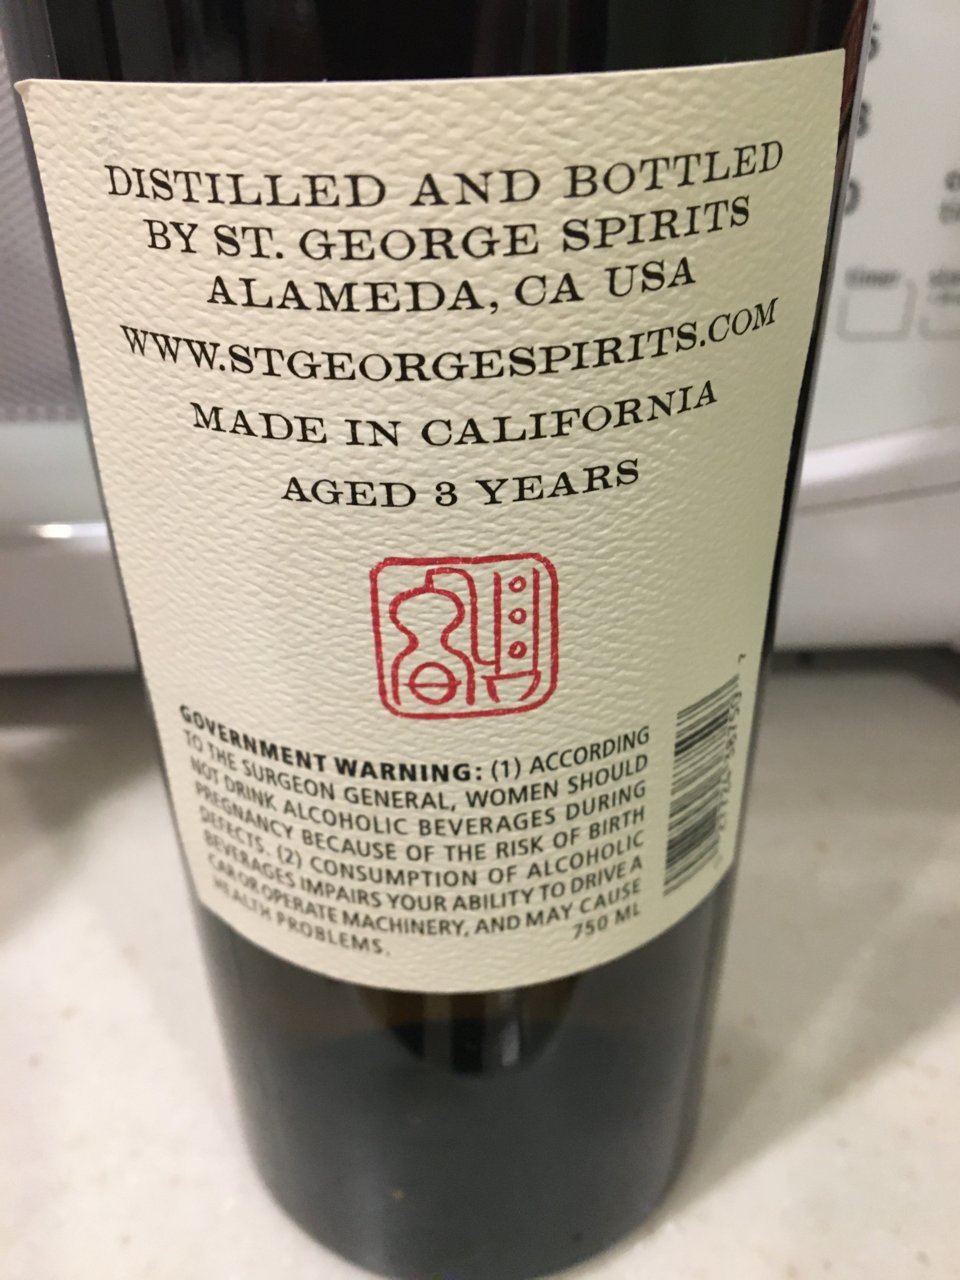 DISTILLED AND BOTTLED
BY ST. GEORGE SPIRITS
ALAMEDA, CA USA
WWW.STGEORGESPIRITS.COM
MADE IN CALIFORNIA
AGED 3 YEARS
GOVERNMENT WARNING: (1) ACCORDING
TO THE SURGEON GENERAL, WOMEN SHOULD
NOT DRINK ALCOHOLIC BEVERAGES DURING
PREGNANCY BECAUSE OF THE RISK OF BIRTH
DEFECTS. (2) CONSUMPTION OF ALCOHOLIC
BEVERAGES IMPAIRS YOUR ABILITY TO DRIVE A
CAR OR OPERATE MACHINERY, AND MAY CAUSE
HEALTH PROBLEMS.
750 ML
timer